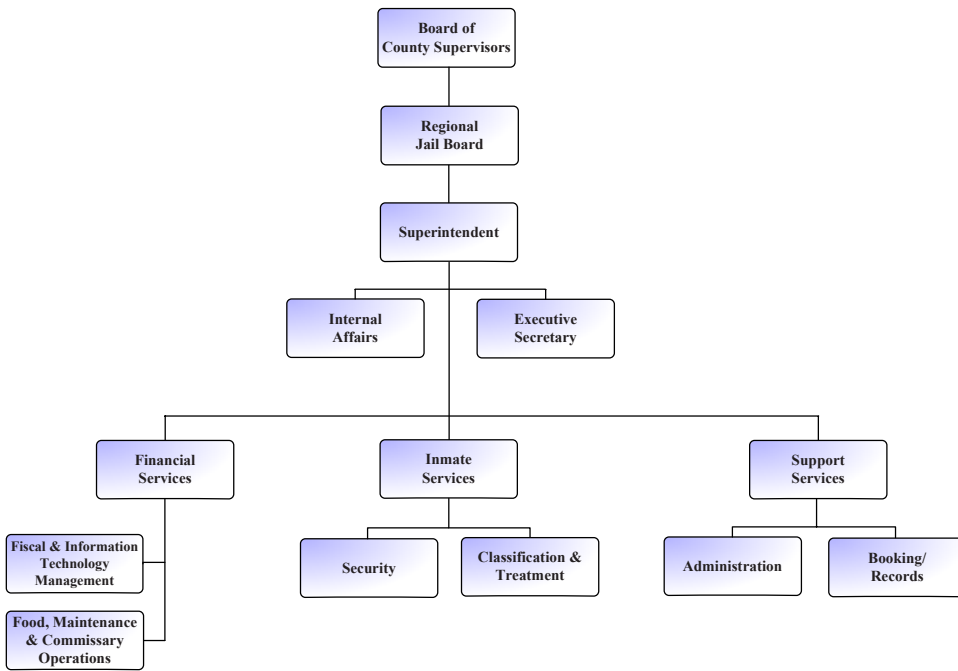 Board of
County Supervisors
Regional
Jail Board
Superintendent
Internal
Affairs
Executive
Secretary
Financial
Services
Inmate
Services
Support
Services
Fiscal & Information
Technology
Management
Food, Maintenance
& Commissary
Operations
Security
Classification &
Treatment
Administration
Booking/
Records